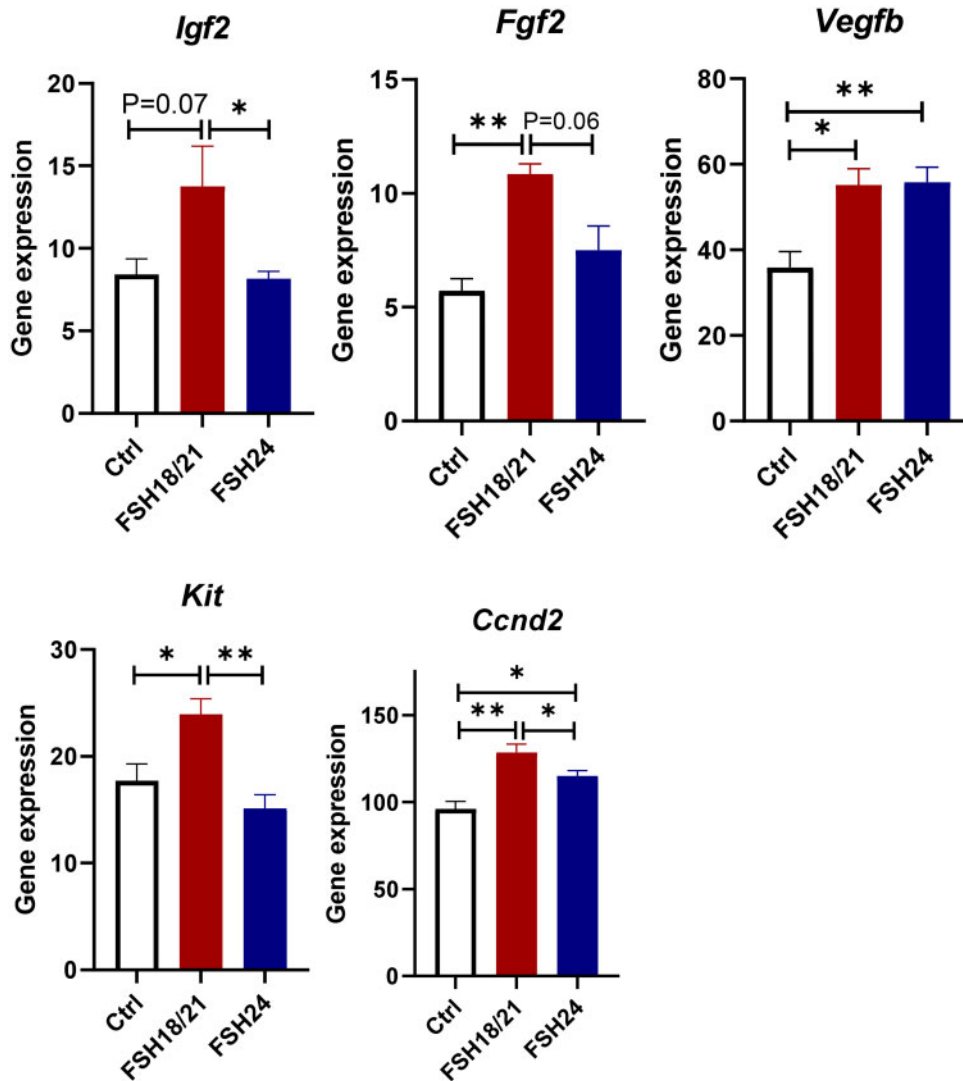 Igf2
Gene expression
20
15
10
5
0
P=0.07
*
Ctrl
FSH18/21
FSH24
Fgf2
Gene expression
15
10
5
0
**
P=0.06
Ctrl
FSH18/21
FSH24
Vegfb
Gene expression
80
60
40
20
0
**
*
Ctrl
FSH18/21
FSH24
Kit
Gene expression
30
20
10
0
*
**
Ctrl
FSH18/21
FSH24
Ccnd2
Gene expression
150
100
50
0
*
**
*
Ctrl
FSH18/21
FSH24